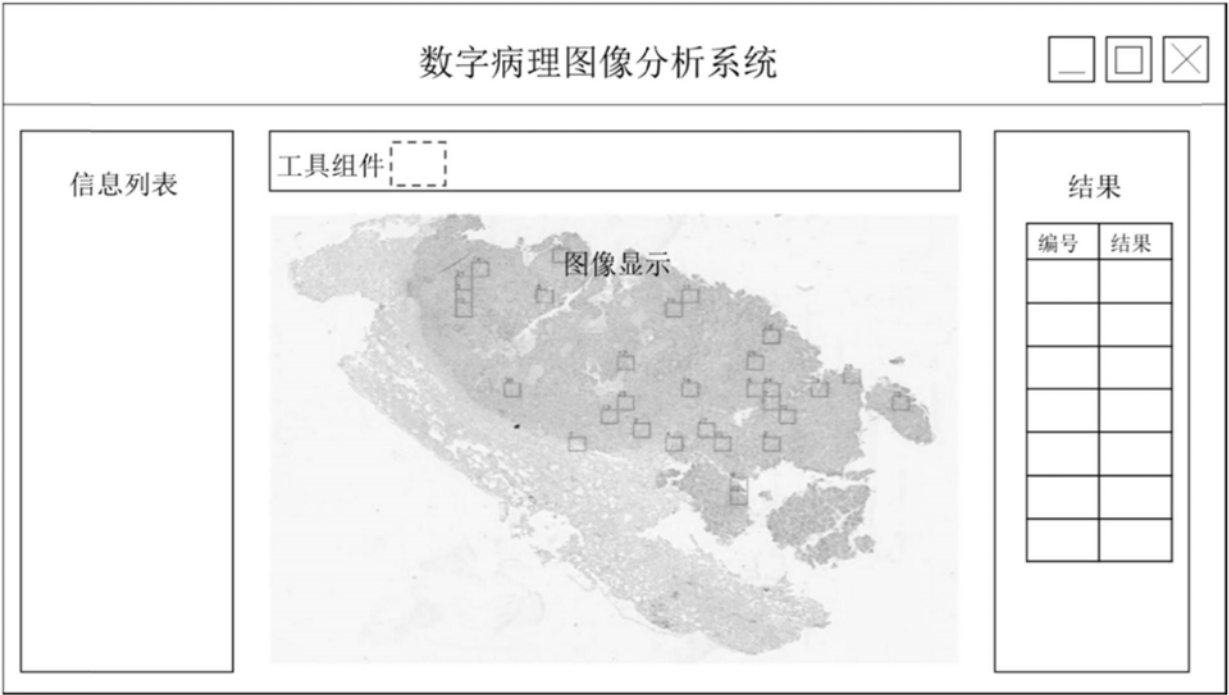 数字病理图像分析系统
信息列表
工具组件
图像显示
结果
编号 结果